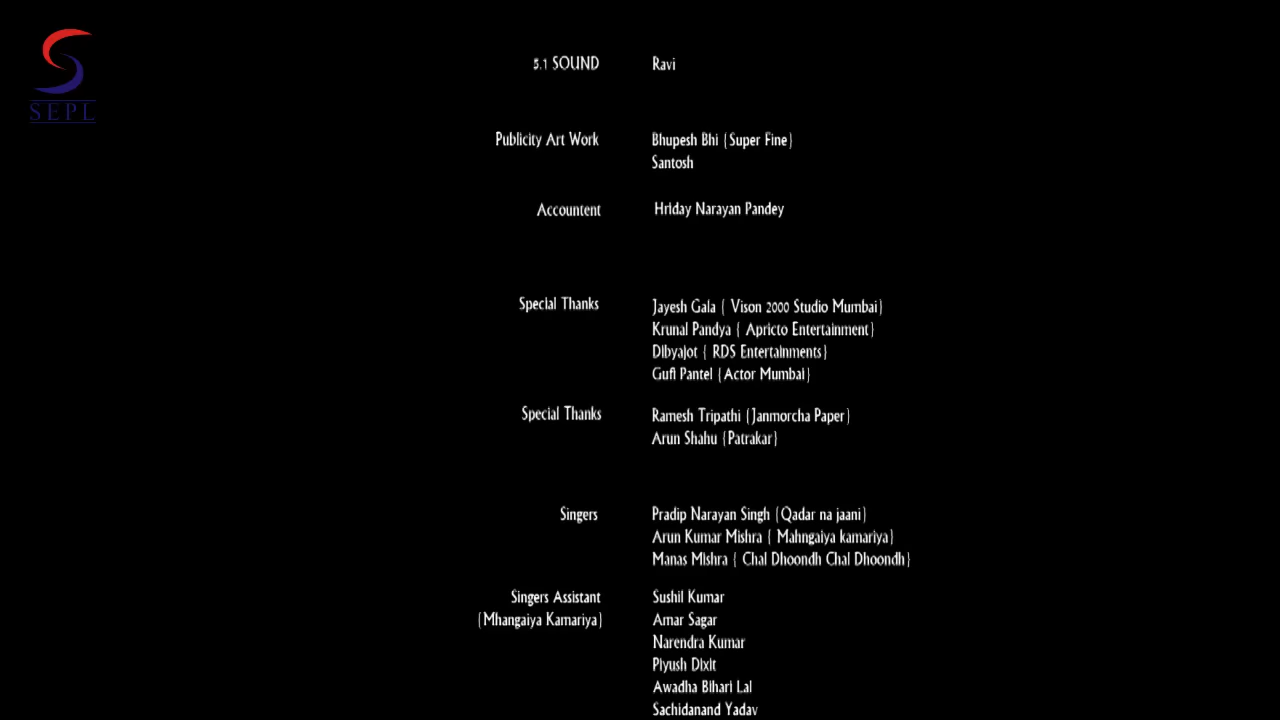 SEPL
5.1 SOUND Ravi
Publicity Art Work Bhupesh Bhi {Super Fine}
Santosh
Accountent Hriday Narayan Pandey
Special Thanks Jayesh Gala { Vison 2000 Studio Mumbai}
Krunal Pandya { Apricto Entertainment}
Dibyajot { RDS Entertainments}
Gufi Pantel {Actor Mumbai}
Special Thanks Ramesh Tripathi {Janmorcha Paper}
Arun Shahu {Patrakar}
Singers Pradip Narayan Singh {Qadar na jaani}
Arun Kumar Mishra { Mahngaiya kamariya}
Manas Mishra { Chal Dhoondh Chal Dhoondh}
Singers Assistant Sushil Kumar
{Mhangaiya Kamariya} Amar Sagar
Narendra Kumar
Piyush Dixit
Awadha Bihari Lal
Sachidanand Yadav